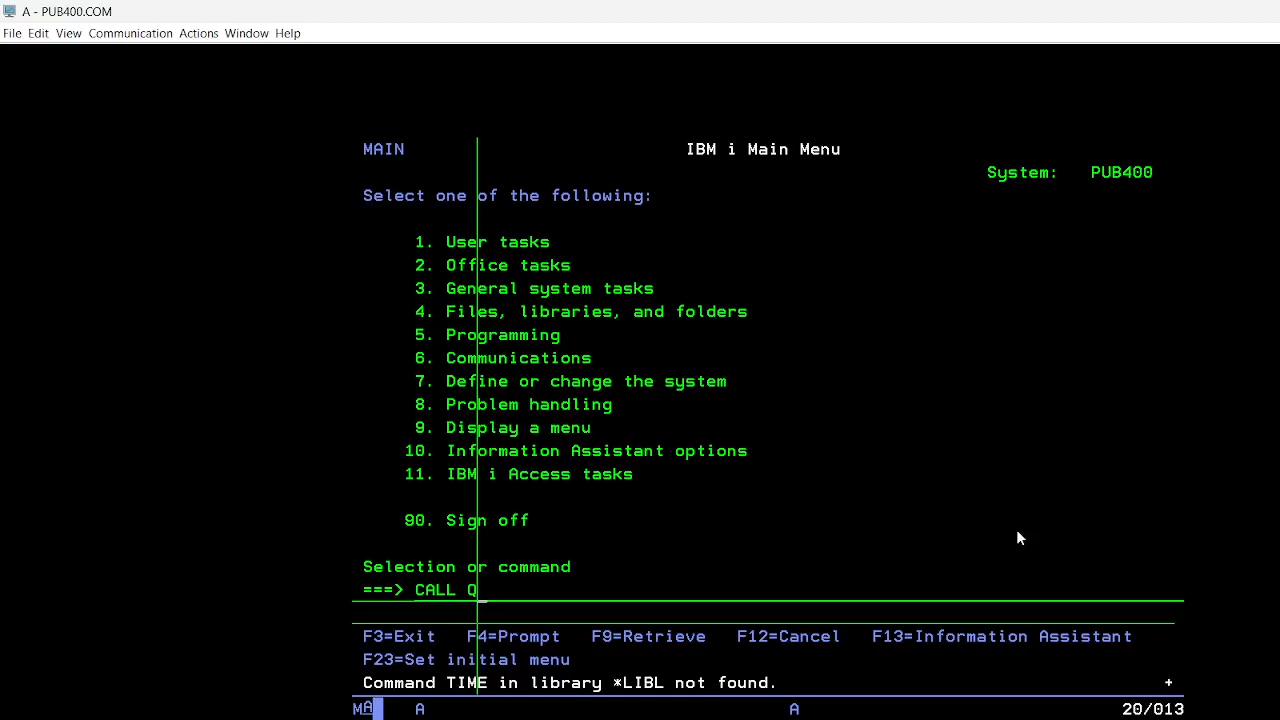 A - PUB400.COM
File Edit View Communication Actions Window Help
MAIN IBM i Main Menu
System: PUB400
Select one of the following:
1. User tasks
2. Office tasks
3. General system tasks
4. Files, libraries, and folders
5. Programming
6. Communications
7. Define or change the system
8. Problem handling
9. Display a menu
10. Information Assistant options
11. IBM i Access tasks
90. Sign off
Selection or command
===> CALL Q
F3=Exit F4=Prompt F9=Retrieve F12=Cancel F13=Information Assistant
F23=Set initial menu
Command TIME in library *LIBL not found. +
MA A A 20/013